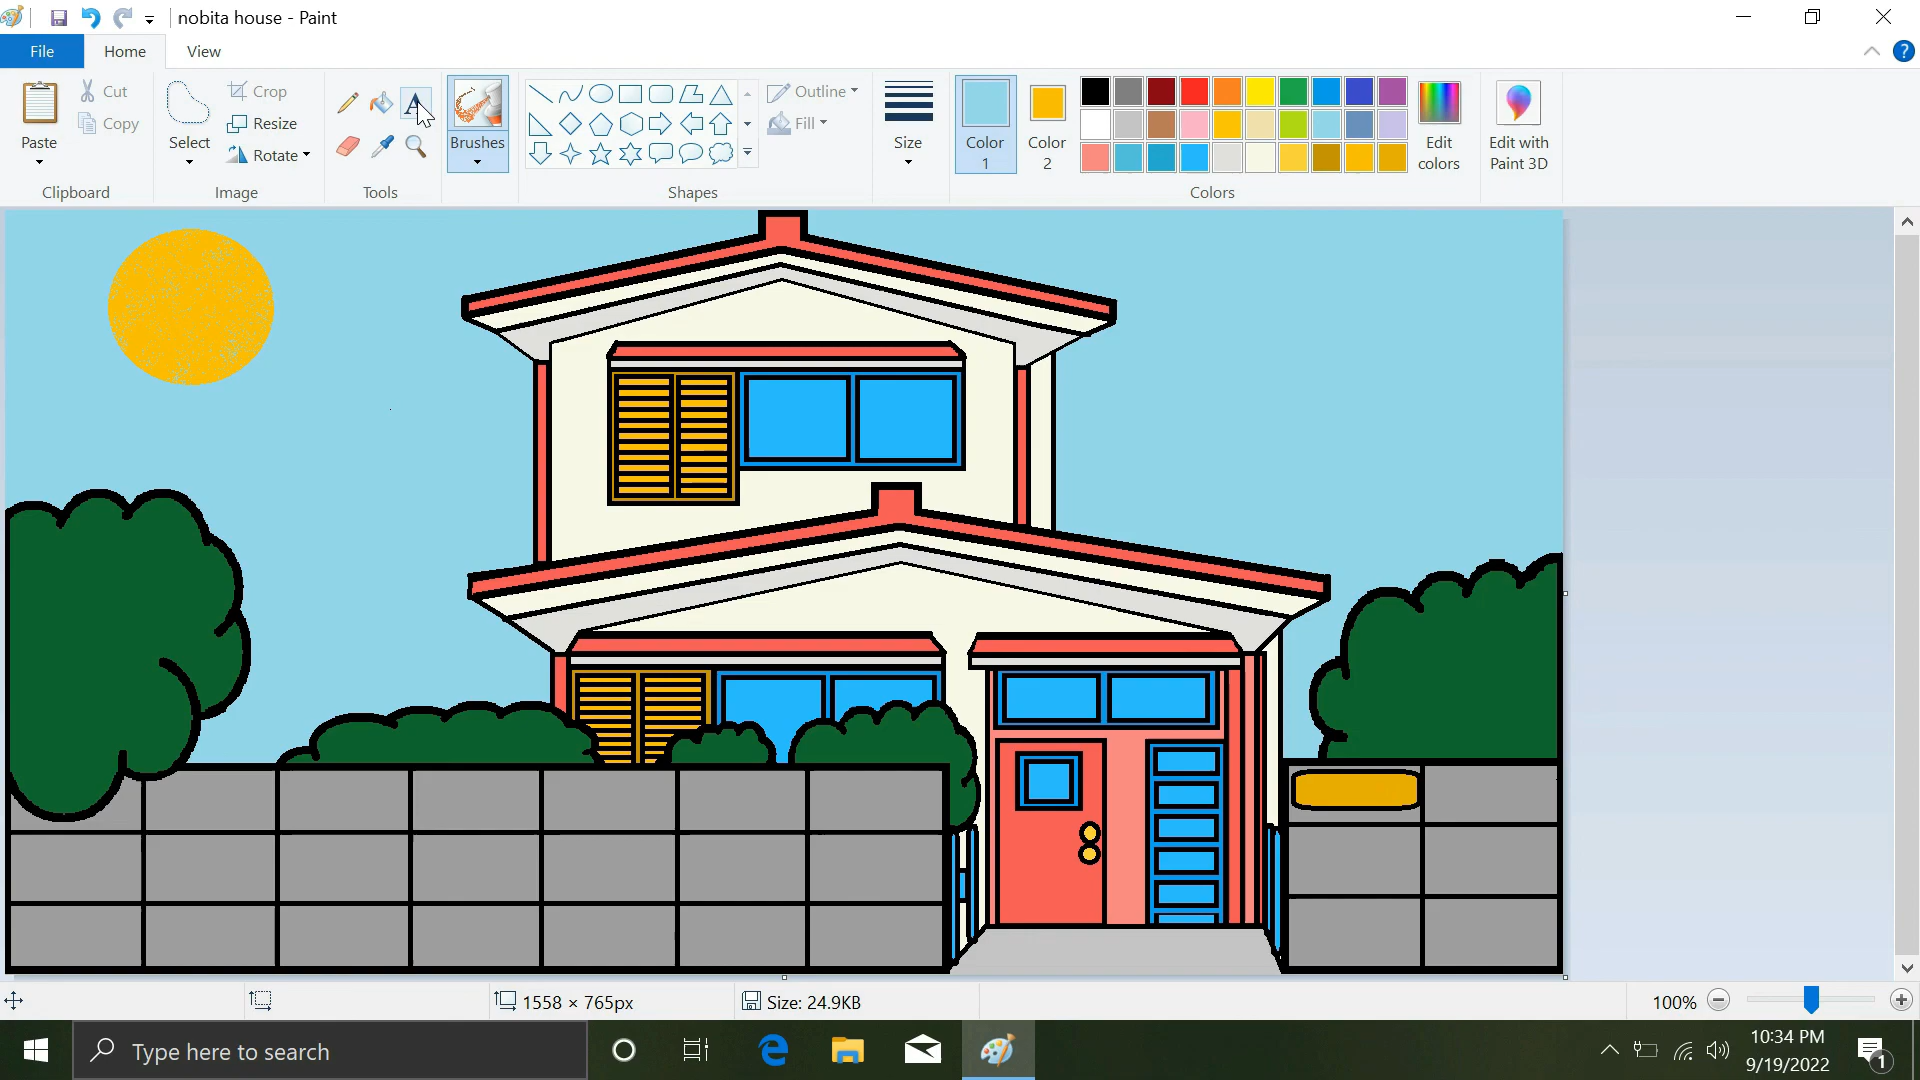 nobita house - Paint
File
Home
View
Paste
Cut
Copy
Clipboard
Select
Crop
Resize
Rotate
Image
A
Tools
Brushes
Outline
Fill
Shapes
Size
Color
1
Color
2
Edit
colors
Colors
Edit with
Paint 3D
1558 × 765px
Size: 24.9KB
100%
Type here to search
10:34 PM
9/19/2022
1